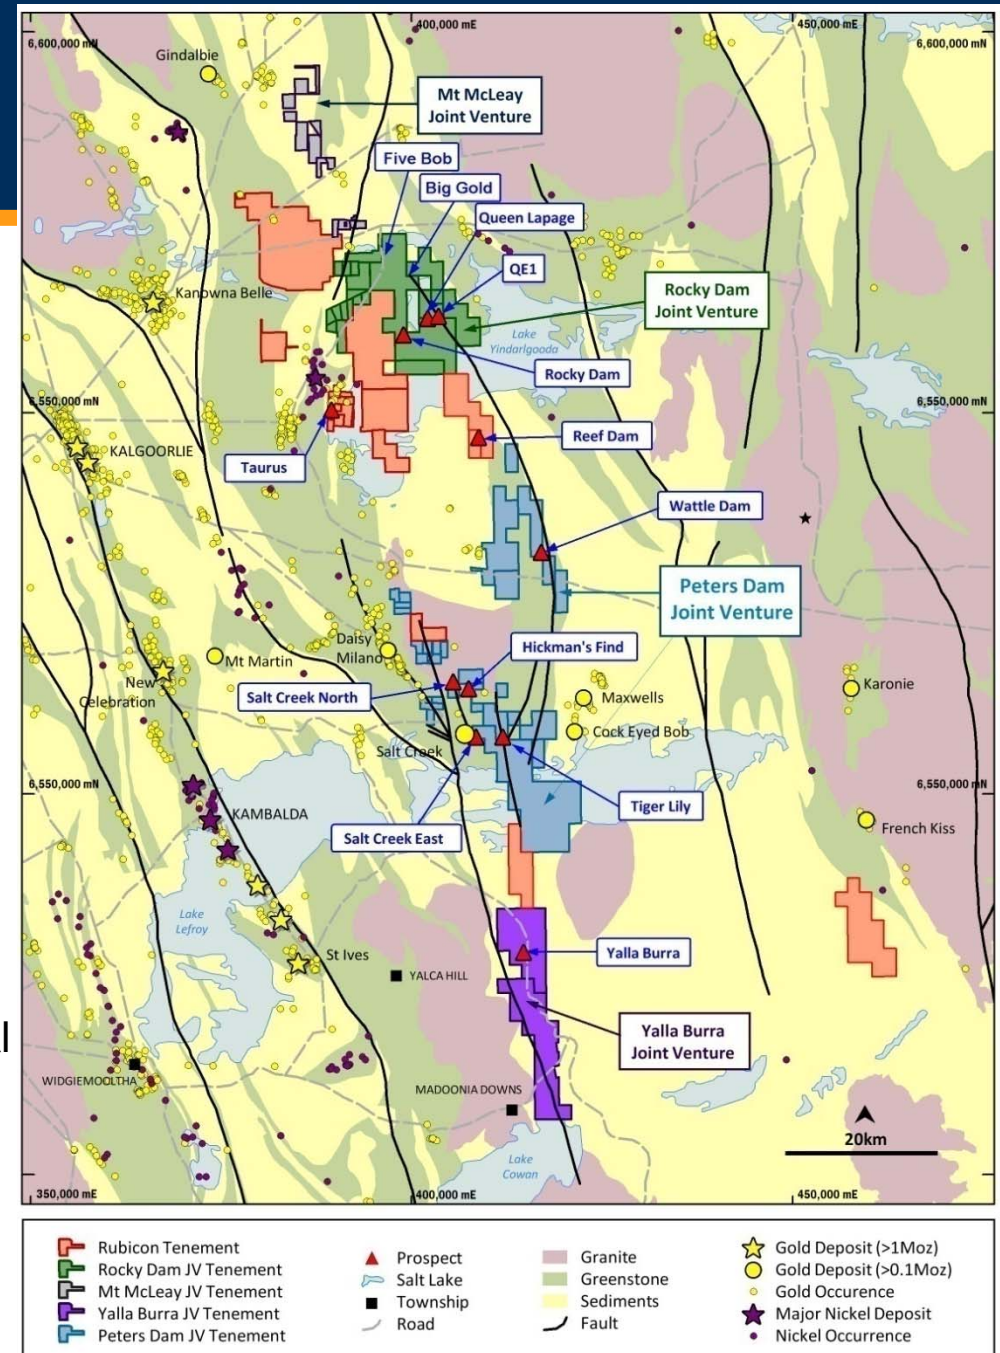 400,000 mE
450,000 mE
6,600,000 mN
6,600,000 mN
Gindalbie
Mt McLeay
Joint Venture
Five Bob
Big Gold
Queen Lapage
QE1
Kanowna Belle
Rocky Dam
Joint Venture
Lake
Yindarlgooda
Rocky Dam
6,550,000 mN
6,550,000 mN
Reef Dam
KALGOORLIE
Taurus
Wattle Dam
Peters Dam
Joint Venture
Daisy
Milano
Hickman's Find
Mt Martin
New
Celebration
Salt Creek North
Karonie
Maxwells
Cock Eyed Bob
Salt Creek
6,550,000 mN
6,550,000 mN
KAMBALDA
Tiger Lily
French Kiss
Salt Creek East
Lake
Lefroy
St Ives
Yalla Burra
YALCA HILL
al
Yalla Burra
Joint Venture
WIDGIEMOOLTHA
MADOONIA DOWNS
20km
Lake
Cowan
350,000 mE
400,000 mE
450,000 mE
Rubicon Tenement
Rocky Dam JV Tenement
Mt McLeay JV Tenement
Yalla Burra JV Tenement
Peters Dam JV Tenement
Prospect
Salt Lake
Township
Road
Granite
Greenstone
Sediments
Fault
Gold Deposit (>1Moz)
Gold Deposit (>0.1Moz)
Gold Occurence
Major Nickel Deposit
Nickel Occurrence